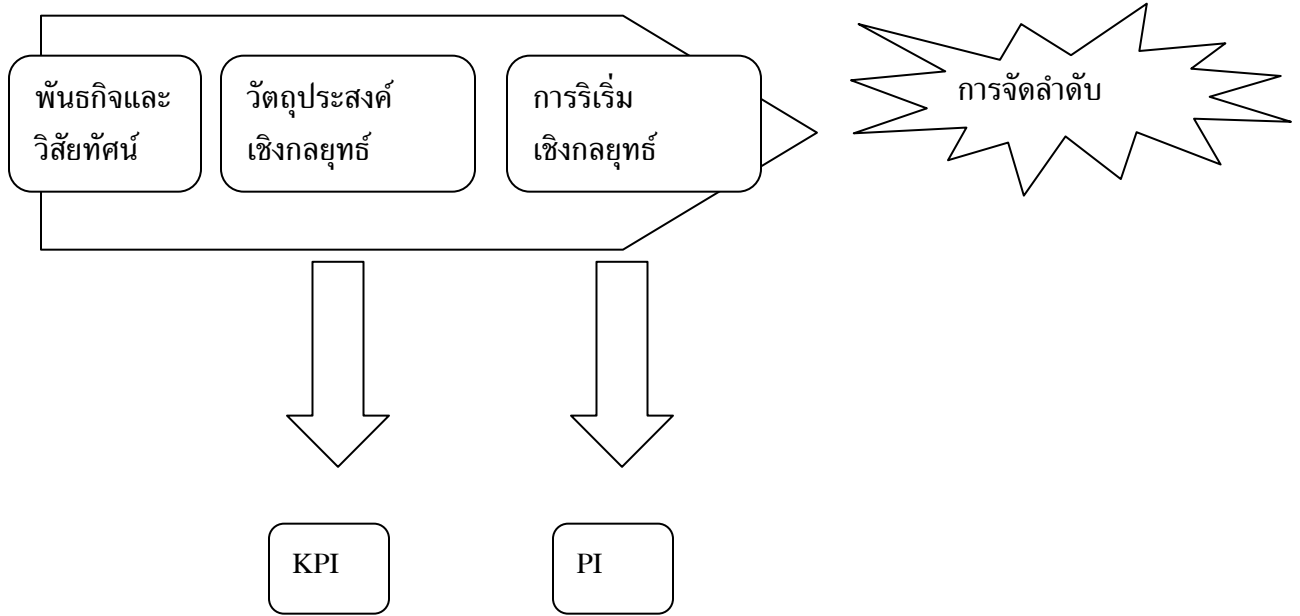 พันธกิจและ
วิสัยทัศน์
วัตถุประสงค์
เชิงกลยุทธ์
การริเริ่ม
เชิงกลยุทธ์
การจัดลำดับ
KPI
PI